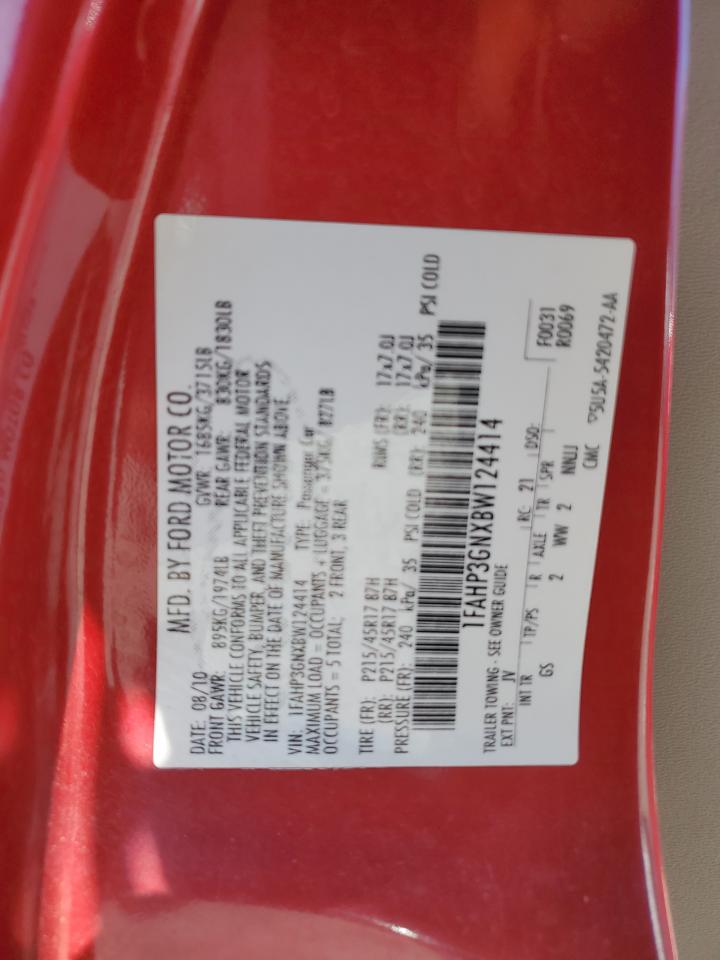 MFD. BY FORD MOTOR CO.
DATE: 08/10 GVWR: 1685KG/3715LB
FRONT GAWR: 895KG/1974LB REAR GAWR: 830KG/1830LB
THIS VEHICLE CONFORMS TO ALL APPLICABLE FEDERAL MOTOR
VEHICLE SAFETY, BUMPER, AND THEFT PREVENTION STANDARDS
IN EFFECT ON THE DATE OF MANUFACTURE SHOWN ABOVE.
VIN: 1FAHP3GNXBW124414 TYPE: Passenger Car
MAXIMUM LOAD = OCCUPANTS + LUGGAGE = 375KG/ 827LB
OCCUPANTS = 5 TOTAL; 2 FRONT, 3 REAR
TIRE (FR): P215/45R17 87H RIMS (FR): 17x7.0J
(RR): P215/45R17 87H (RR): 17x7.0J
PRESSURE (FR): 240 kPa/ 35 PSI COLD (RR): 240 kPa/ 35 PSI COLD
1FAHP3GNXBW124414
TRAILER TOWING - SEE OWNER GUIDE
EXT PNT: JV RC: 21 DSO: F0031
INT TR TP/PS R AXLE TR SPR R0069
GS 2 WW 2 NNUJ
CMC 5U5A-5420472-AA